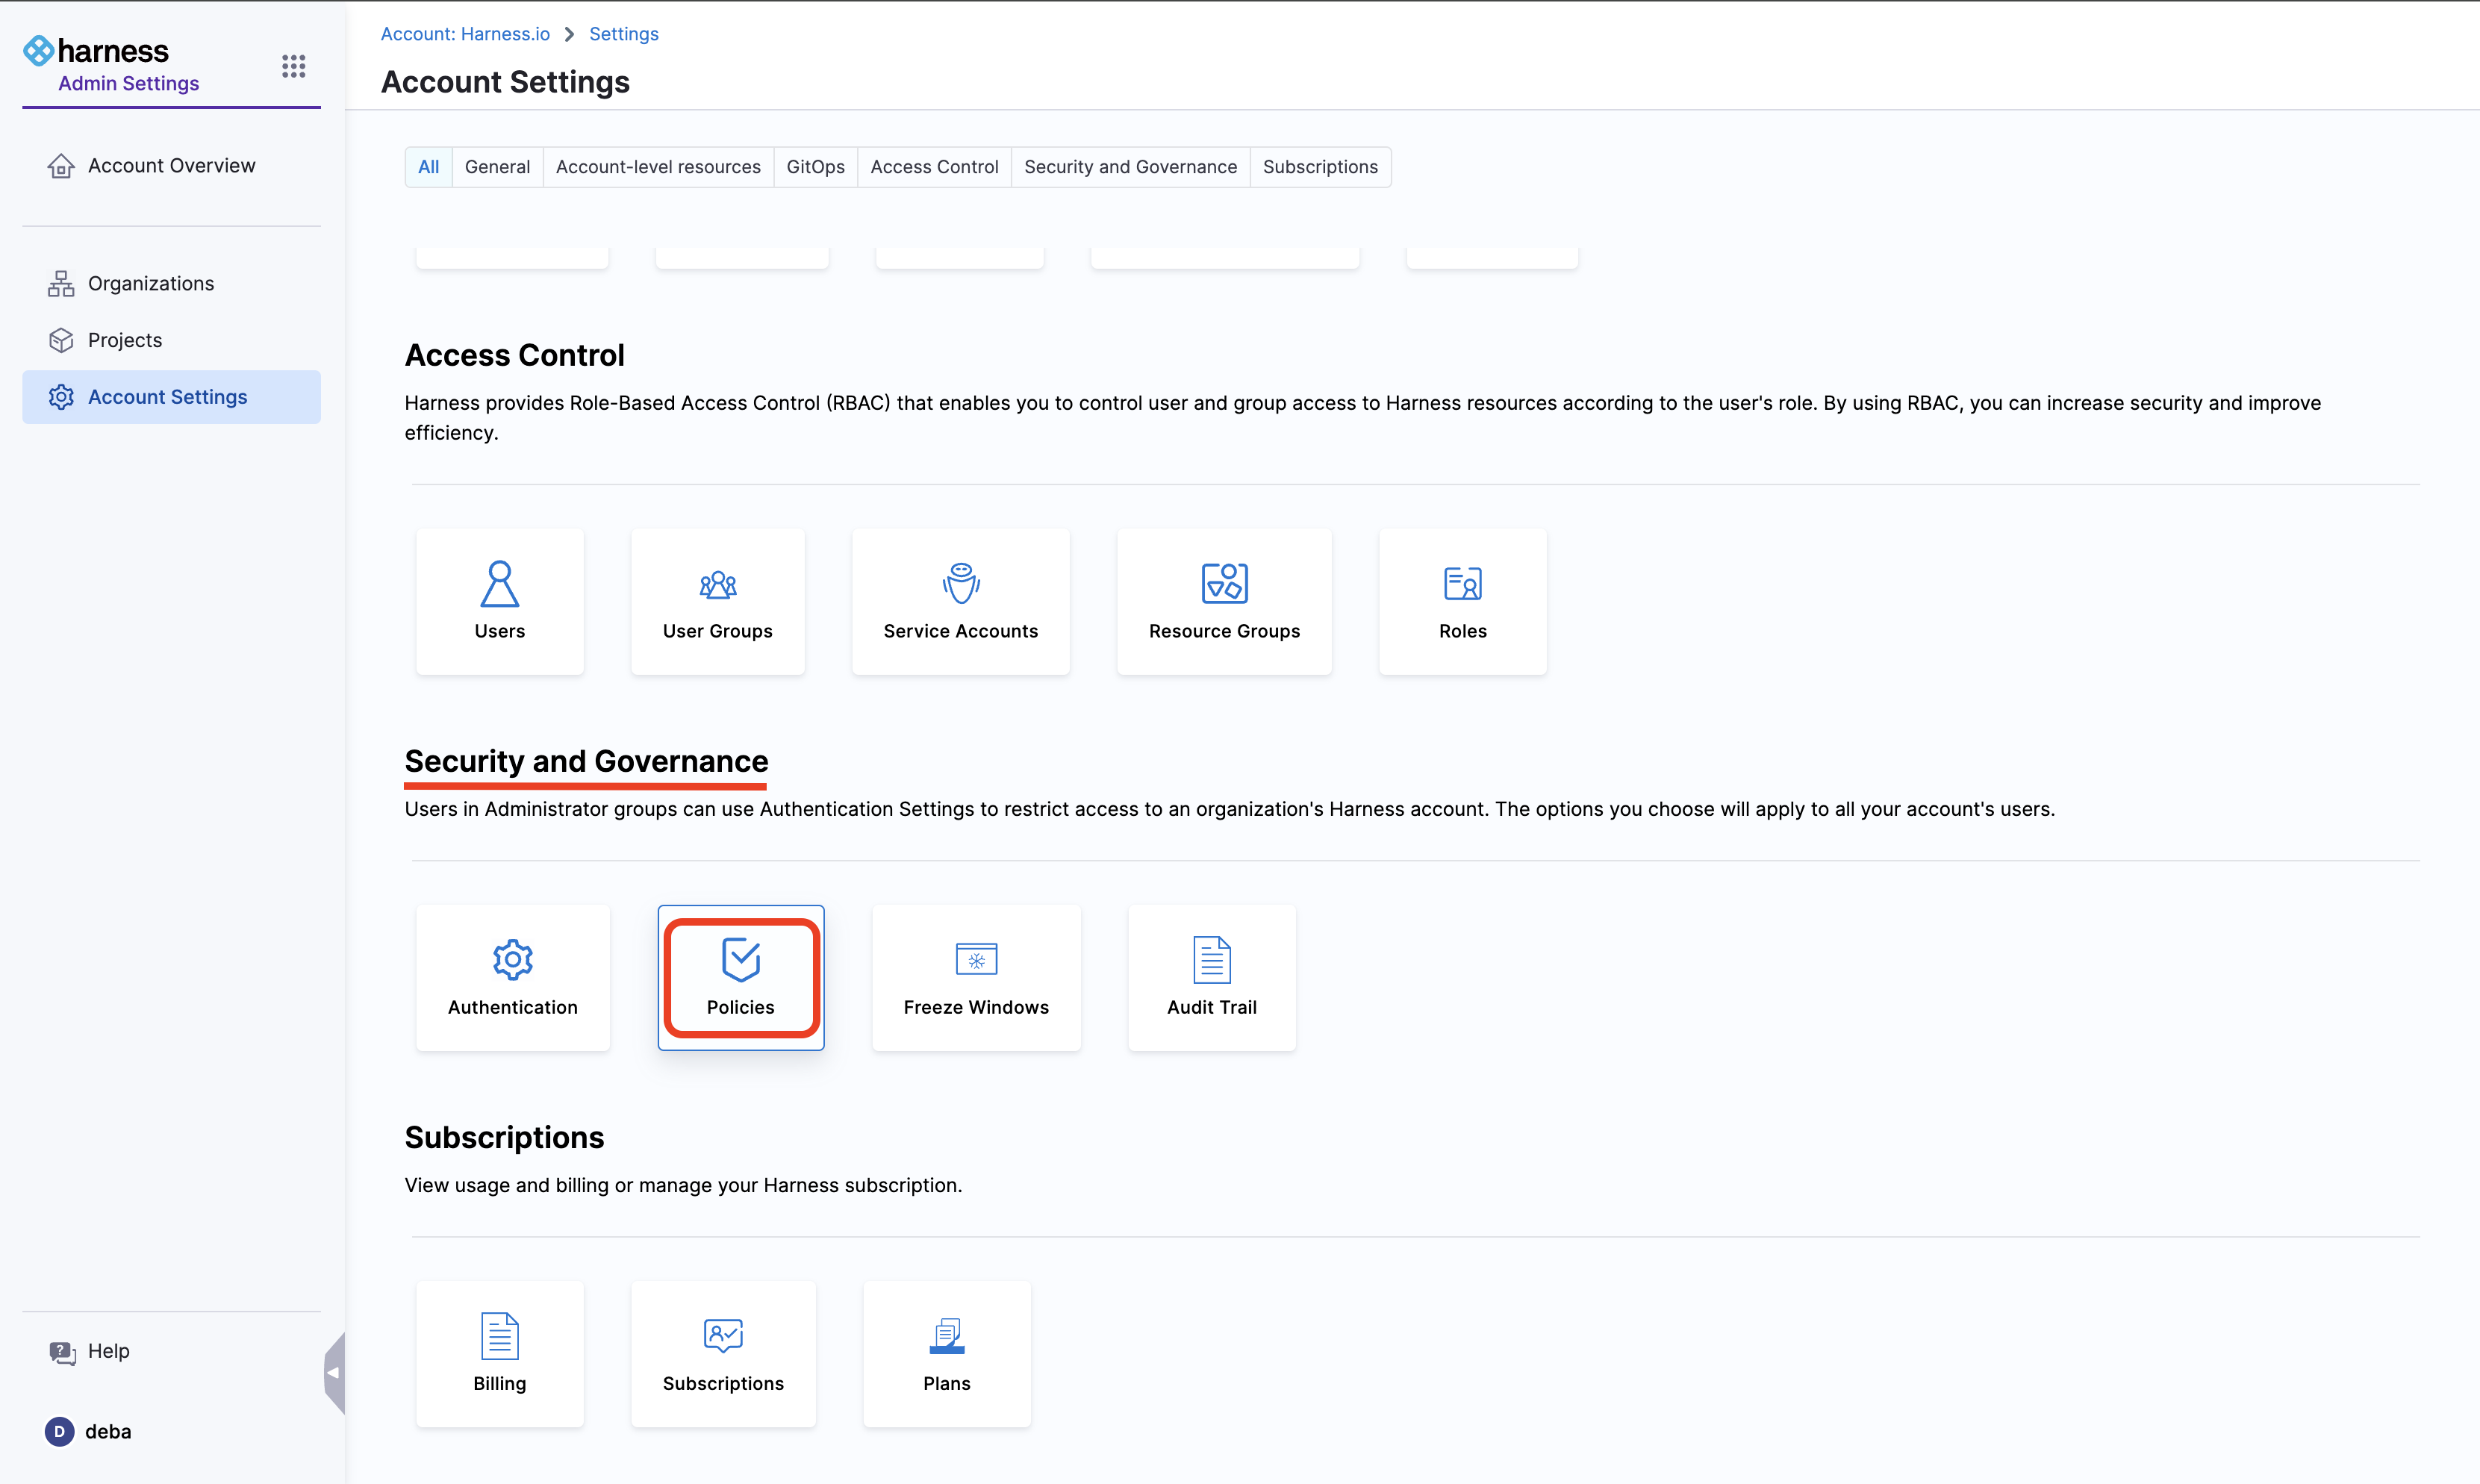 harness
Admin Settings
Account Overview
Organizations
Projects
Account Settings
Help
D deba
Account: Harness.io > Settings
Account Settings
All General Account-level resources GitOps Access Control Security and Governance Subscriptions
Access Control
Harness provides Role-Based Access Control (RBAC) that enables you to control user and group access to Harness resources according to the user's role. By using RBAC, you can increase security and improve
efficiency.
Users User Groups Service Accounts Resource Groups Roles
Security and Governance
Users in Administrator groups can use Authentication Settings to restrict access to an organization's Harness account. The options you choose will apply to all your account's users.
Authentication Policies Freeze Windows Audit Trail
Subscriptions
View usage and billing or manage your Harness subscription.
Billing Subscriptions Plans